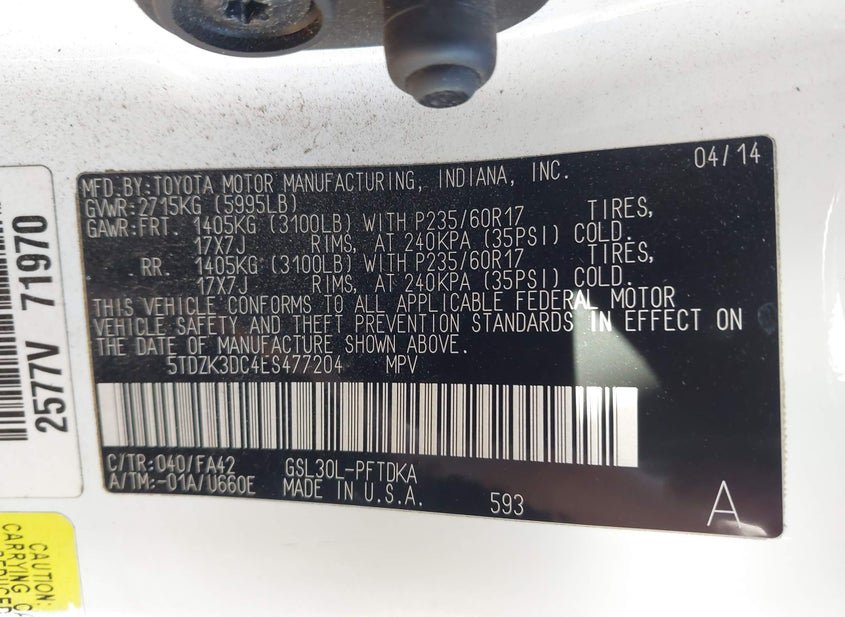 04/14
MFD.BY:TOYOTA MOTOR MANUFACTURING, INDIANA, INC.
GVWR:2715KG (5995LB)
GAWR:FRT. 1405KG (3100LB) WITH P235/60R17 TIRES,
17X7J RIMS, AT 240KPA (35PSI) COLD.
RR. 1405KG (3100LB) WITH P235/60R17 TIRES,
17X7J RIMS, AT 240KPA (35PSI) COLD.
THIS VEHICLE CONFORMS TO ALL APPLICABLE FEDERAL MOTOR
VEHICLE SAFETY AND THEFT PREVENTION STANDARDS IN EFFECT ON
THE DATE OF MANUFACTURE SHOWN ABOVE.
5TDZK3DC4ES477204 MPV
C/TR:040/FA42 GSL30L-PFTDKA
A/TM:-01A/U660E MADE IN U.S.A. 593 A
2577V 71970
CAUTION:
CARRYING
REDUCED